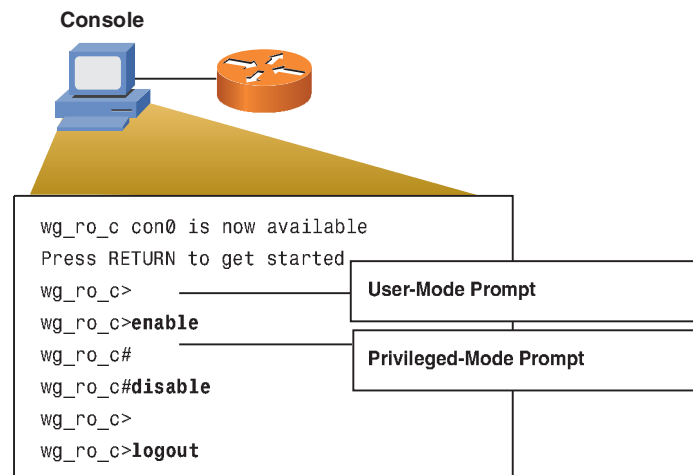 Console
wg_ro_c con0 is now available
Press RETURN to get started
wg_ro_c>
User-Mode Prompt
wg_ro_c>enable
wg_ro_c#
Privileged-Mode Prompt
wg_ro_c#disable
wg_ro_c>
wg_ro_c>logout